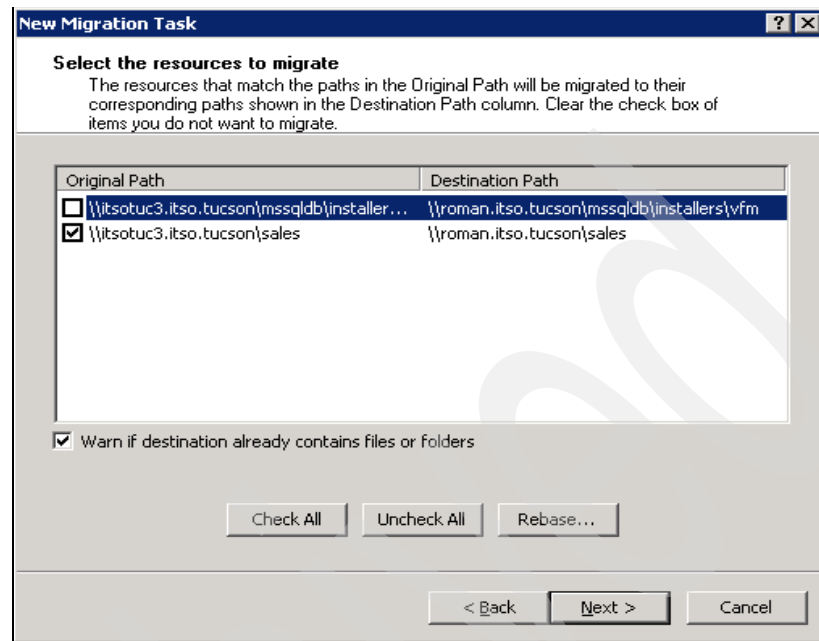 New Migration Task
Select the resources to migrate
The resources that match the paths in the Original Path will be migrated to their
corresponding paths shown in the Destination Path column. Clear the check box of
items you do not want to migrate.
Original Path Destination Path
\\itsotuc3.itso.tucson\mssqldb\installer... \\roman.itso.tucson\mssqldb\installers\vfm
\\itsotuc3.itso.tucson\sales \\roman.itso.tucson\sales
Warn if destination already contains files or folders
Check All Uncheck All Rebase...
< Back Next > Cancel